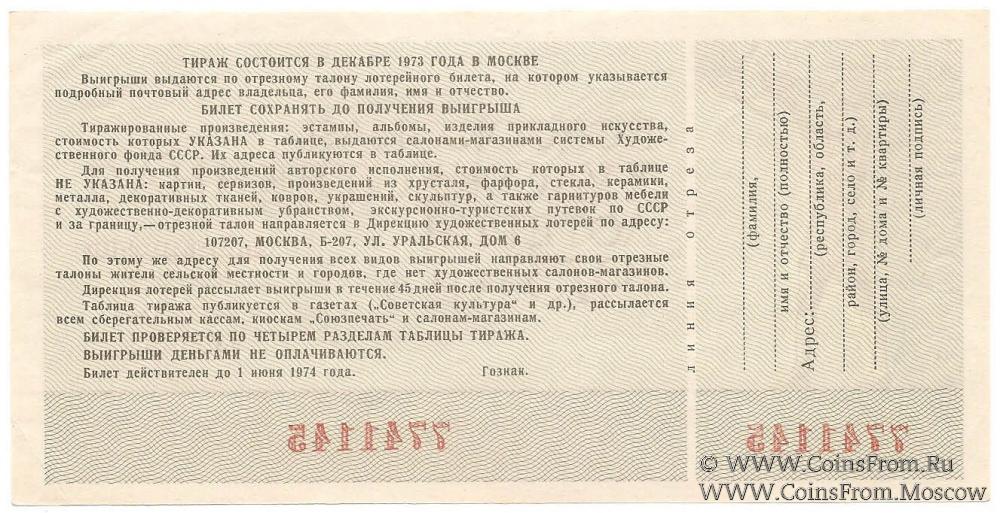 ТИРАЖ СОСТОИТСЯ В ДЕКАБРЕ 1973 ГОДА В МОСКВЕ
Выигрыши выдаются по отрезному талону лотерейного билета, на котором указывается
подробный почтовый адрес владельца, его фамилия, имя и отчество.
БИЛЕТ СОХРАНЯТЬ ДО ПОЛУЧЕНИЯ ВЫИГРЫША
Тиражированные произведения: эстампы, альбомы, изделия прикладного искусства,
стоимость которых УКАЗАНА в таблице, выдаются салонами-магазинами системы Художе-
ственного фонда СССР. Их адреса публикуются в таблице.
Для получения произведений авторского исполнения, стоимость которых в таблице
НЕ УКАЗАНА: картин, сервизов, произведений из хрусталя, фарфора, стекла, керамики,
металла, декоративных тканей, ковров, украшений, скульптур, а также гарнитуров мебели
с художественно-декоративным убранством, экскурсионно-туристских путевок по СССР
и за границу,—отрезной талон направляется в Дирекцию художественных лотерей по адресу:
107207, МОСКВА, Б-207, УЛ. УРАЛЬСКАЯ, ДОМ 6
По этому же адресу для получения всех видов выигрышей направляют свои отрезные
талоны жители сельской местности и городов, где нет художественных салонов-магазинов.
Дирекция лотерей рассылает выигрыши в течение 45 дней после получения отрезного талона.
Таблица тиража публикуется в газетах („Советская культура" и др.), рассылается
всем сберегательным кассам, киоскам „Союзпечать" и салонам-магазинам.
БИЛЕТ ПРОВЕРЯЕТСЯ ПО ЧЕТЫРЕМ РАЗДЕЛАМ ТАБЛИЦЫ ТИРАЖА.
ВЫИГРЫШИ ДЕНЬГАМИ НЕ ОПЛАЧИВАЮТСЯ.
Билет действителен до 1 июня 1974 года. Гознак.
7741145
линия отреза
(фамилия,
имя и отчество (полностью)
Адрес:
(республика, область,
район, город, село и т. д.)
(улица, № дома и № квартиры)
(личная подпись)
7741145
© WWW.CoinsFrom.Ru
WWW.CoinsFrom.Moscow